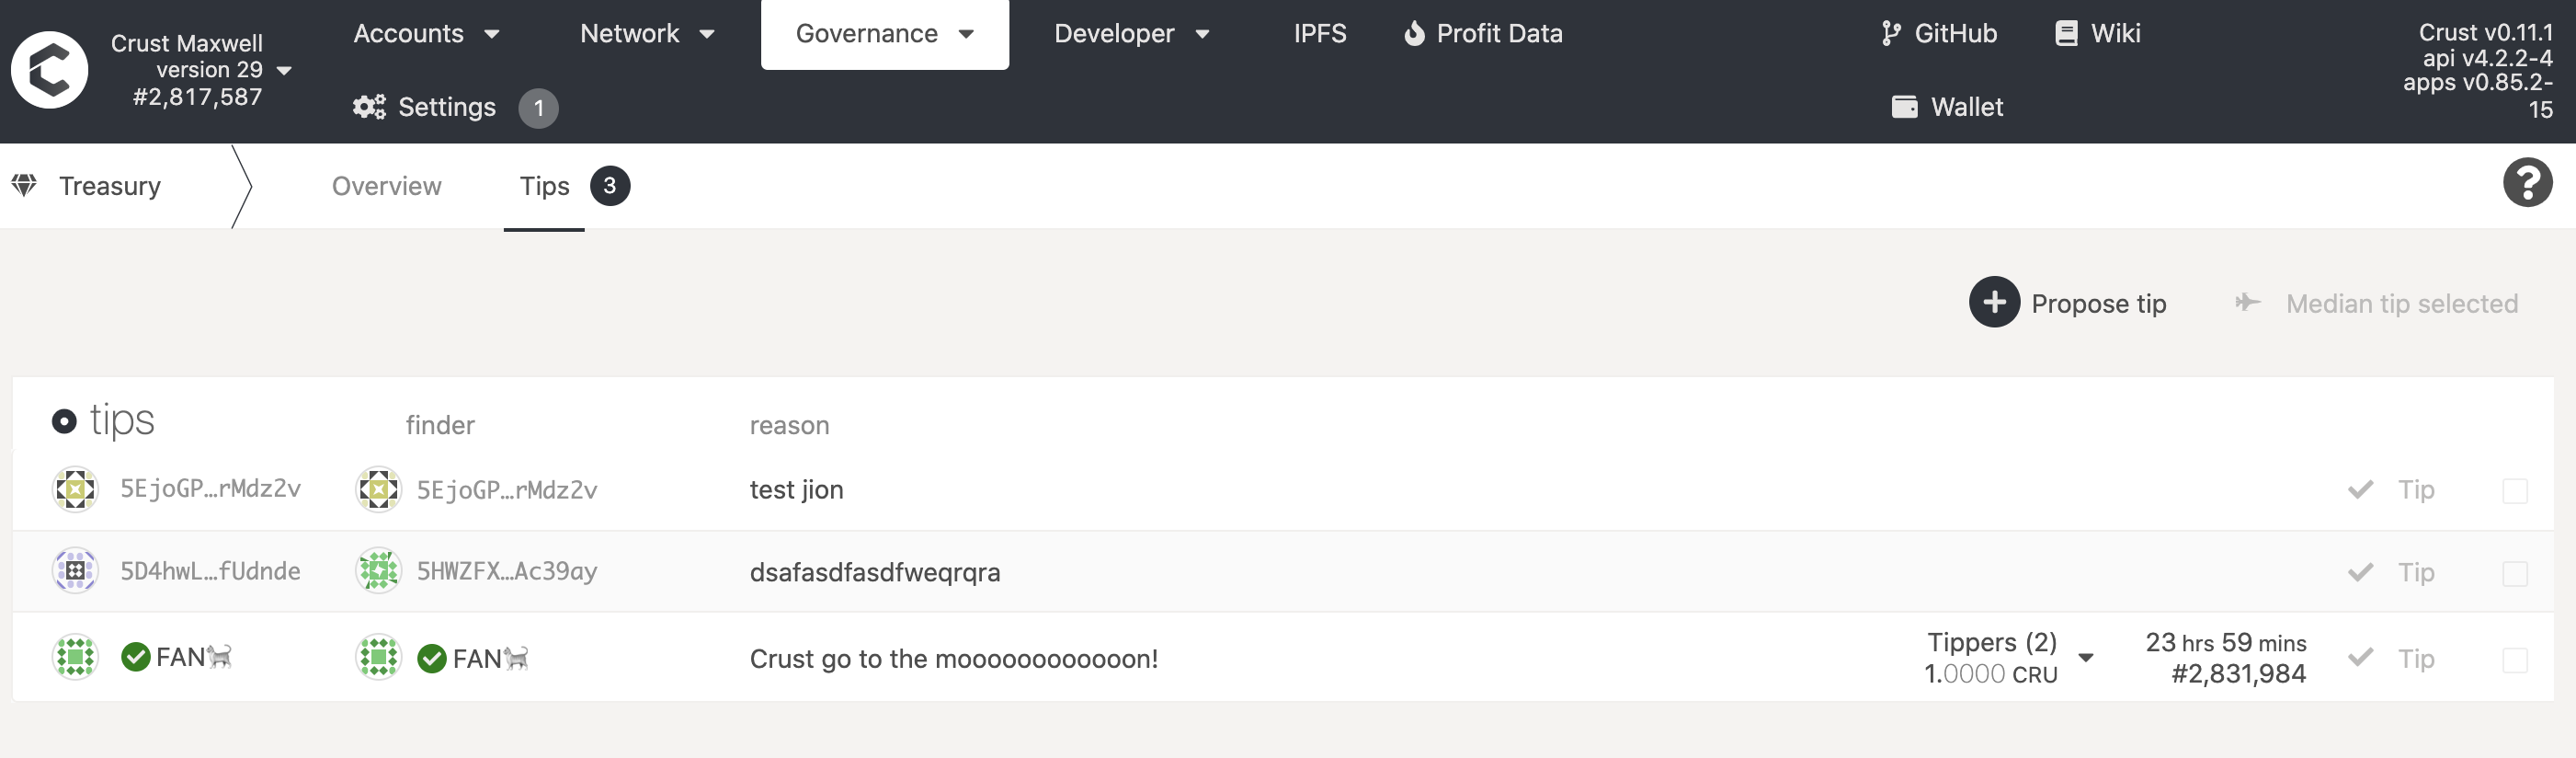 Crust Maxwell
version 29
#2,817,587
Accounts
Network
Governance
Developer
IPFS
Profit Data
Settings
1
GitHub
Wiki
Wallet
Crust v0.11.1
api v4.2.2-4
apps v0.85.2-
15
Treasury
Overview
Tips
3
?
Propose tip
Median tip selected
tips
finder
reason
5EjoGP…rMdz2v
5EjoGP…rMdz2v
test jion
Tip
5D4hwL…fUdnde
5HWZFX…Ac39ay
dsafasdfasdfweqrqra
Tip
FAN🐈
FAN🐈
Crust go to the moooooooooooon!
Tippers (2)
1.0000 CRU
23 hrs 59 mins
#2,831,984
Tip